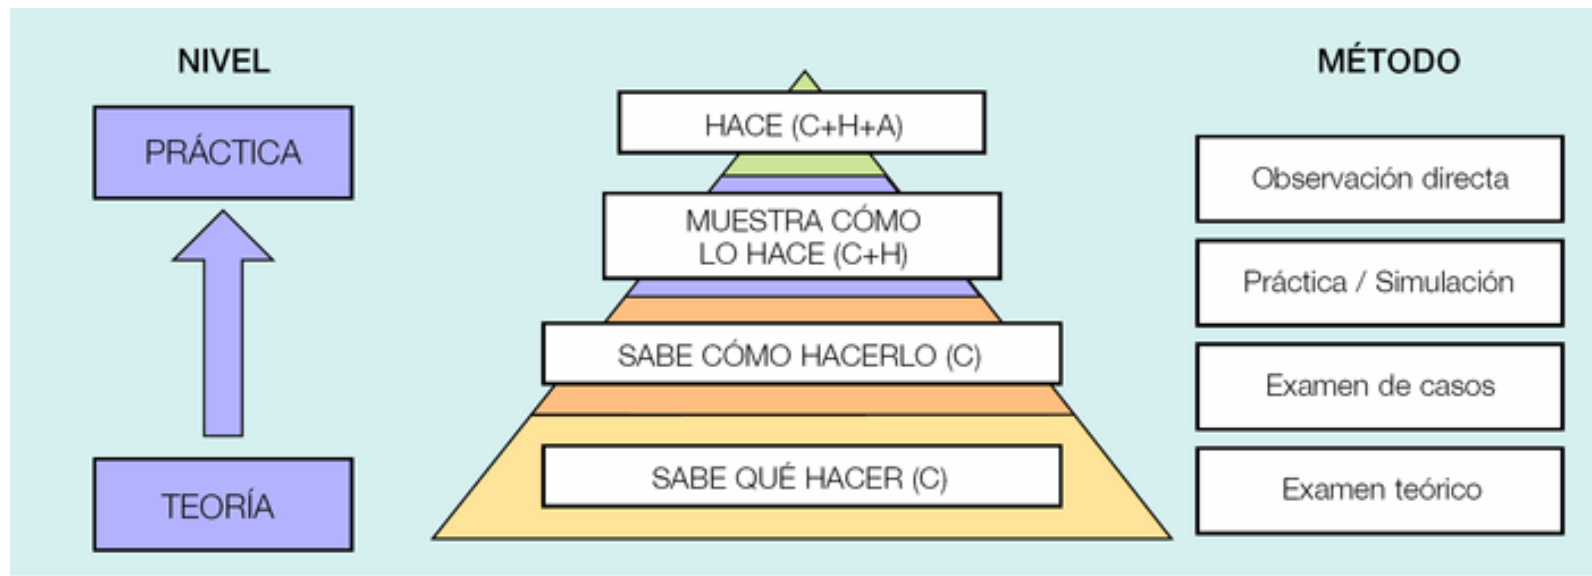 NIVEL
PRÁCTICA
TEORÍA
HACE (C+H+A)
MUESTRA CÓMO
LO HACE (C+H)
SABE CÓMO HACERLO (C)
SABE QUÉ HACER (C)
MÉTODO
Observación directa
Práctica / Simulación
Examen de casos
Examen teórico